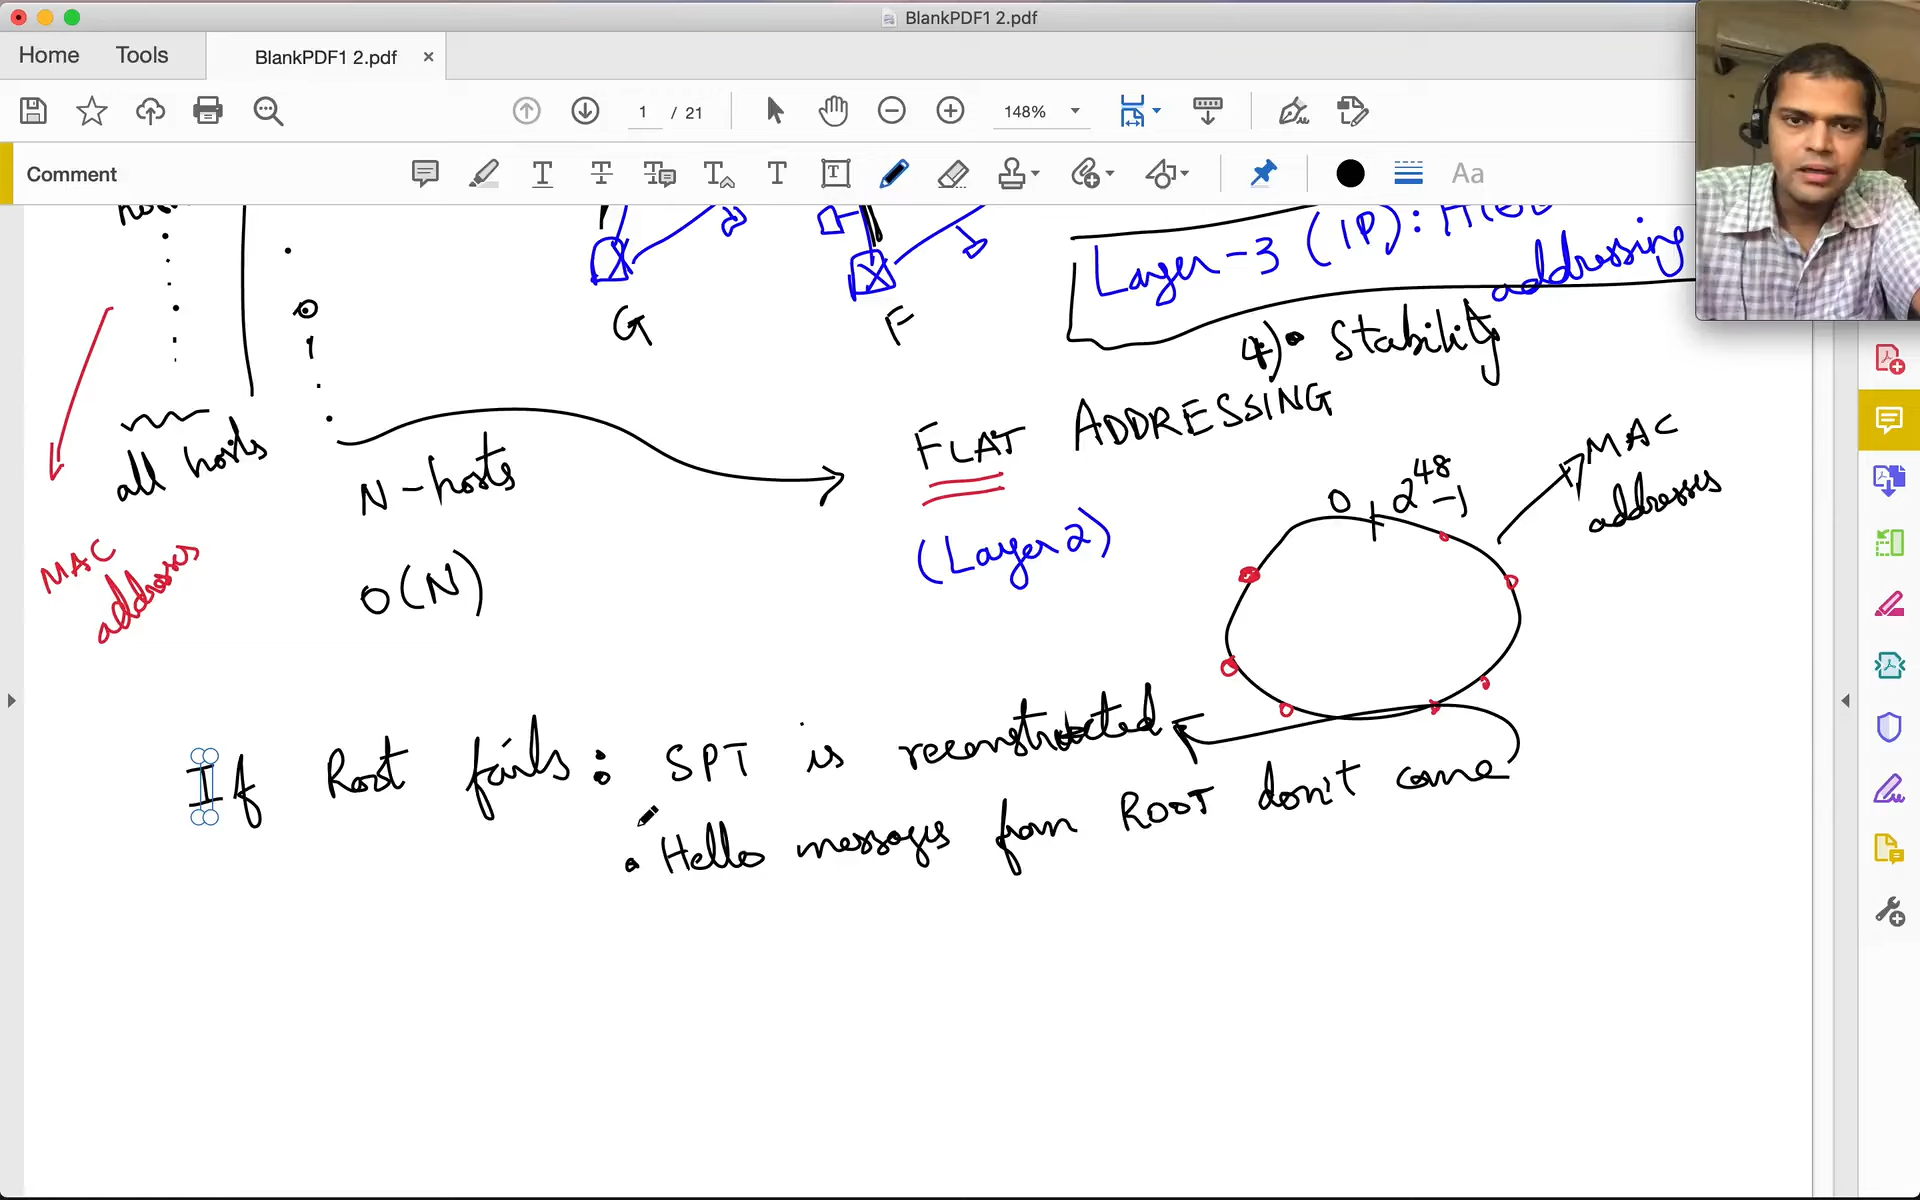 BlankPDF1 2.pdf
Home Tools BlankPDF1 2.pdf ×
1 / 21 148%
Comment Aa
Layer-3 (IP):
addressing
G F
4)• Stability
all hosts
N-hosts
FLAT ADDRESSING
0 2^48-1
MAC
addresses
(Layer 2)
MAC
addresses
O(N)
If Root fails: SPT is reconstructed
• Hello messages from ROOT don't come